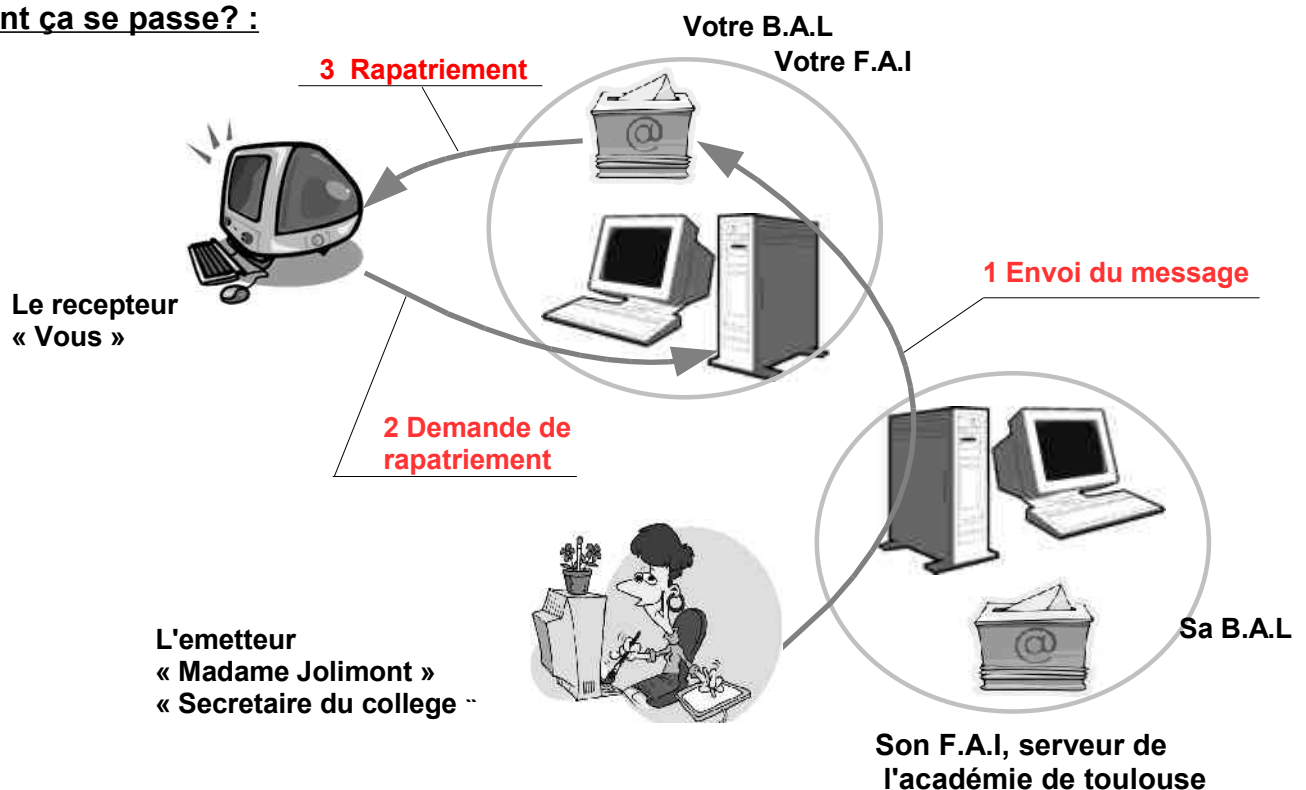 nt ça se passe? :
Votre B.A.L
Votre F.A.I
3 Rapatriement
@
1 Envoi du message
Le recepteur
« Vous »
2 Demande de
rapatriement
L'emetteur
« Madame Jolimont »
« Secretaire du college
@
Sa B.A.L
Son F.A.I, serveur de
l'académie de toulouse